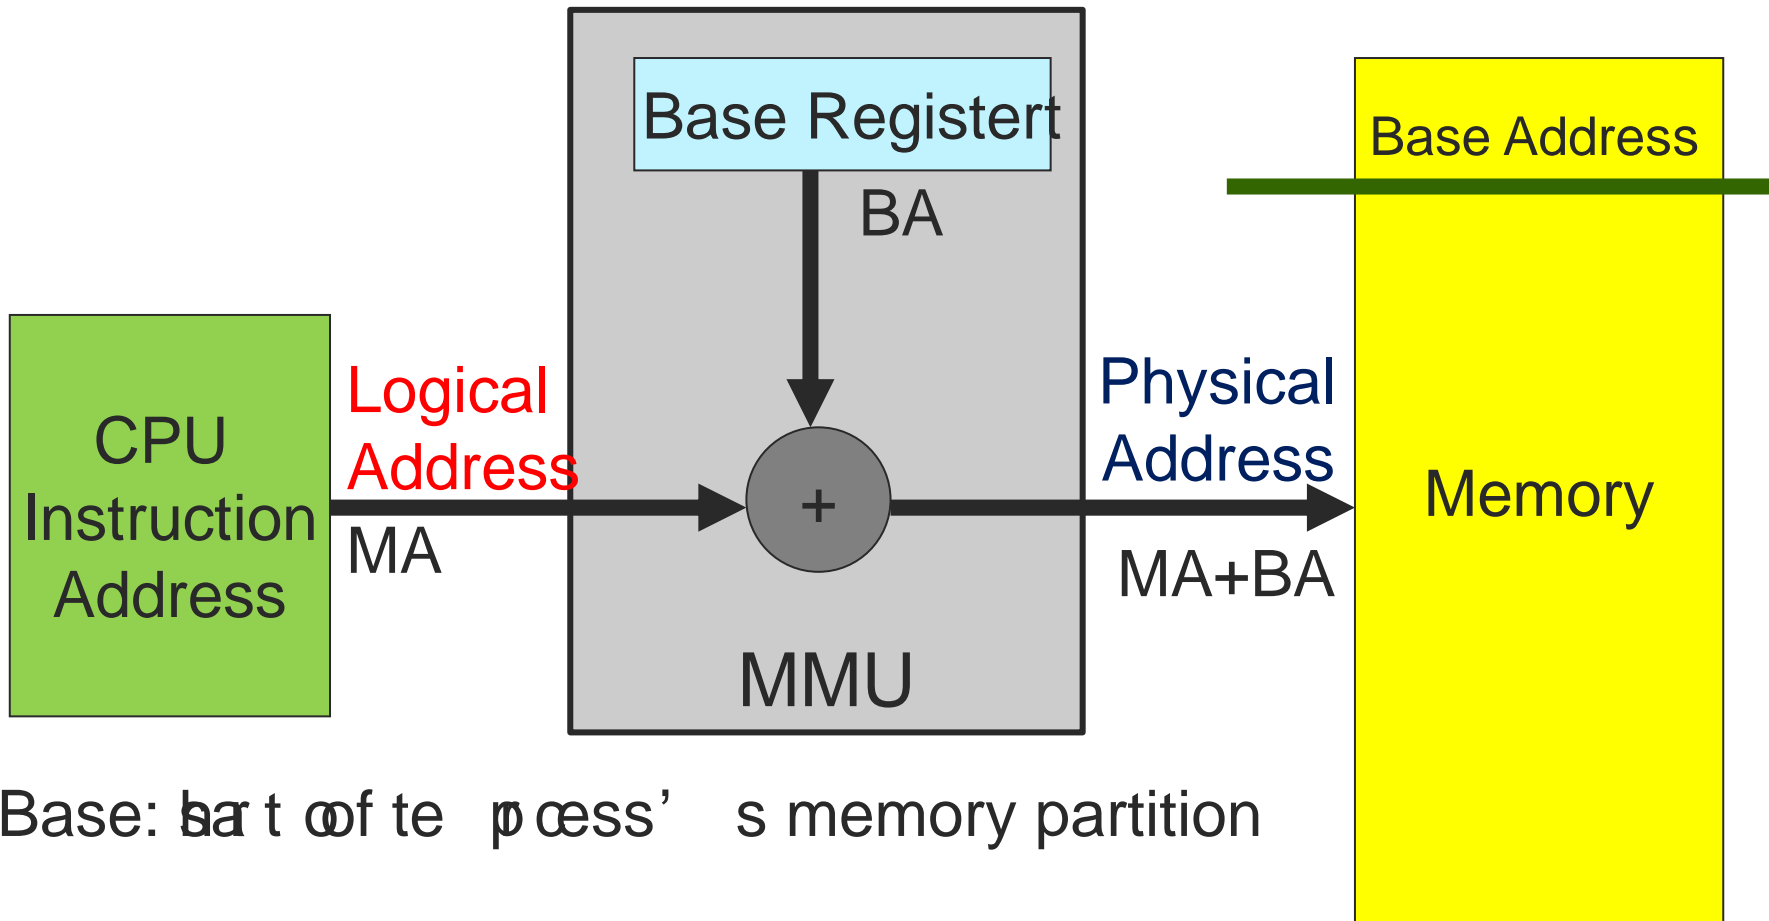 Base Registert
BA
Base Address
CPU
Instruction
Address
Logical
Address
MA
+
Physical
Address
MA+BA
Memory
MMU
Base: of s memory partition